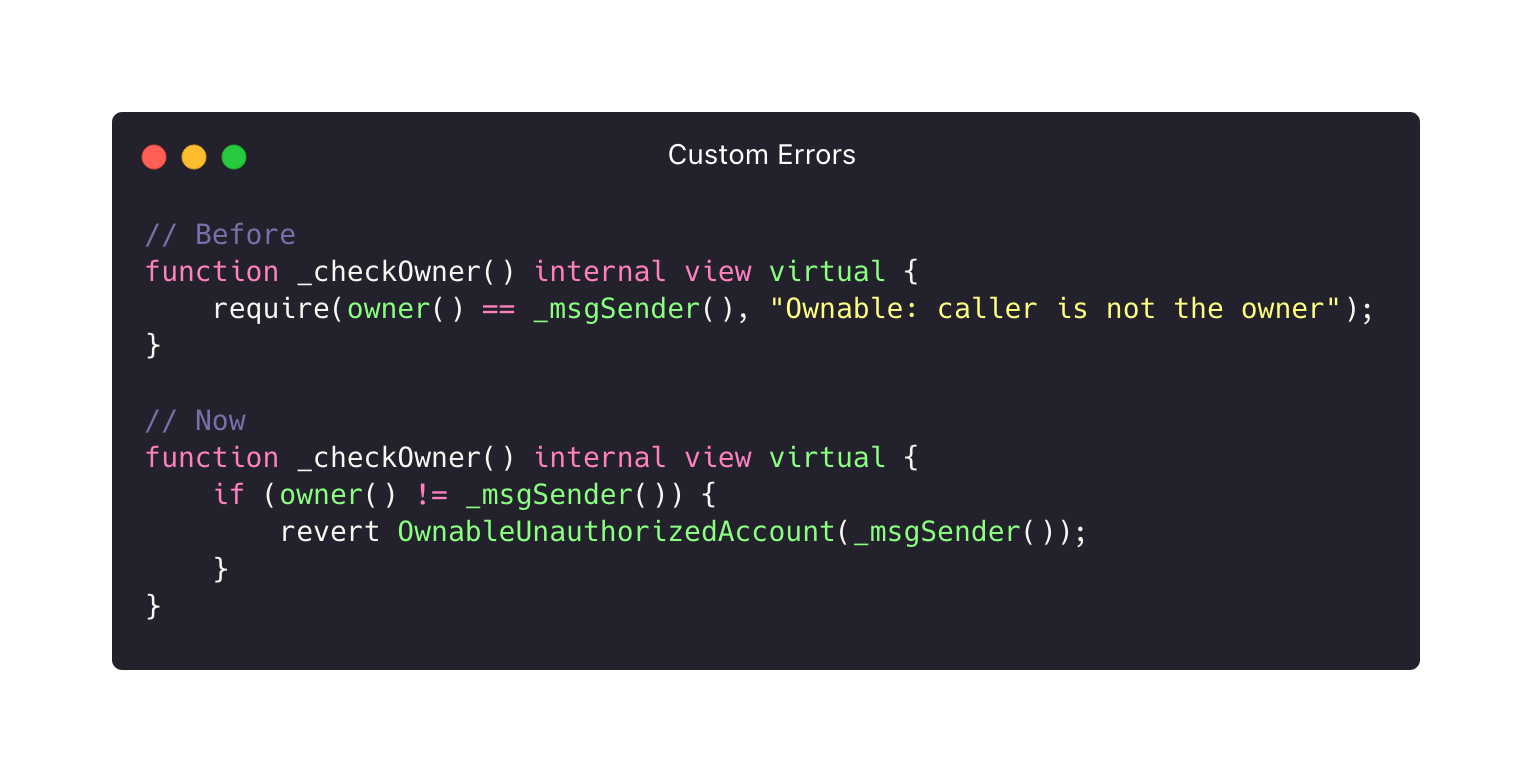 Custom Errors
// Before
function _checkOwner() internal view virtual {
    require(owner() == _msgSender(), "Ownable: caller is not the owner");
}
// Now
function _checkOwner() internal view virtual {
    if (owner() != _msgSender()) {
        revert OwnableUnauthorizedAccount(_msgSender());
    }
}